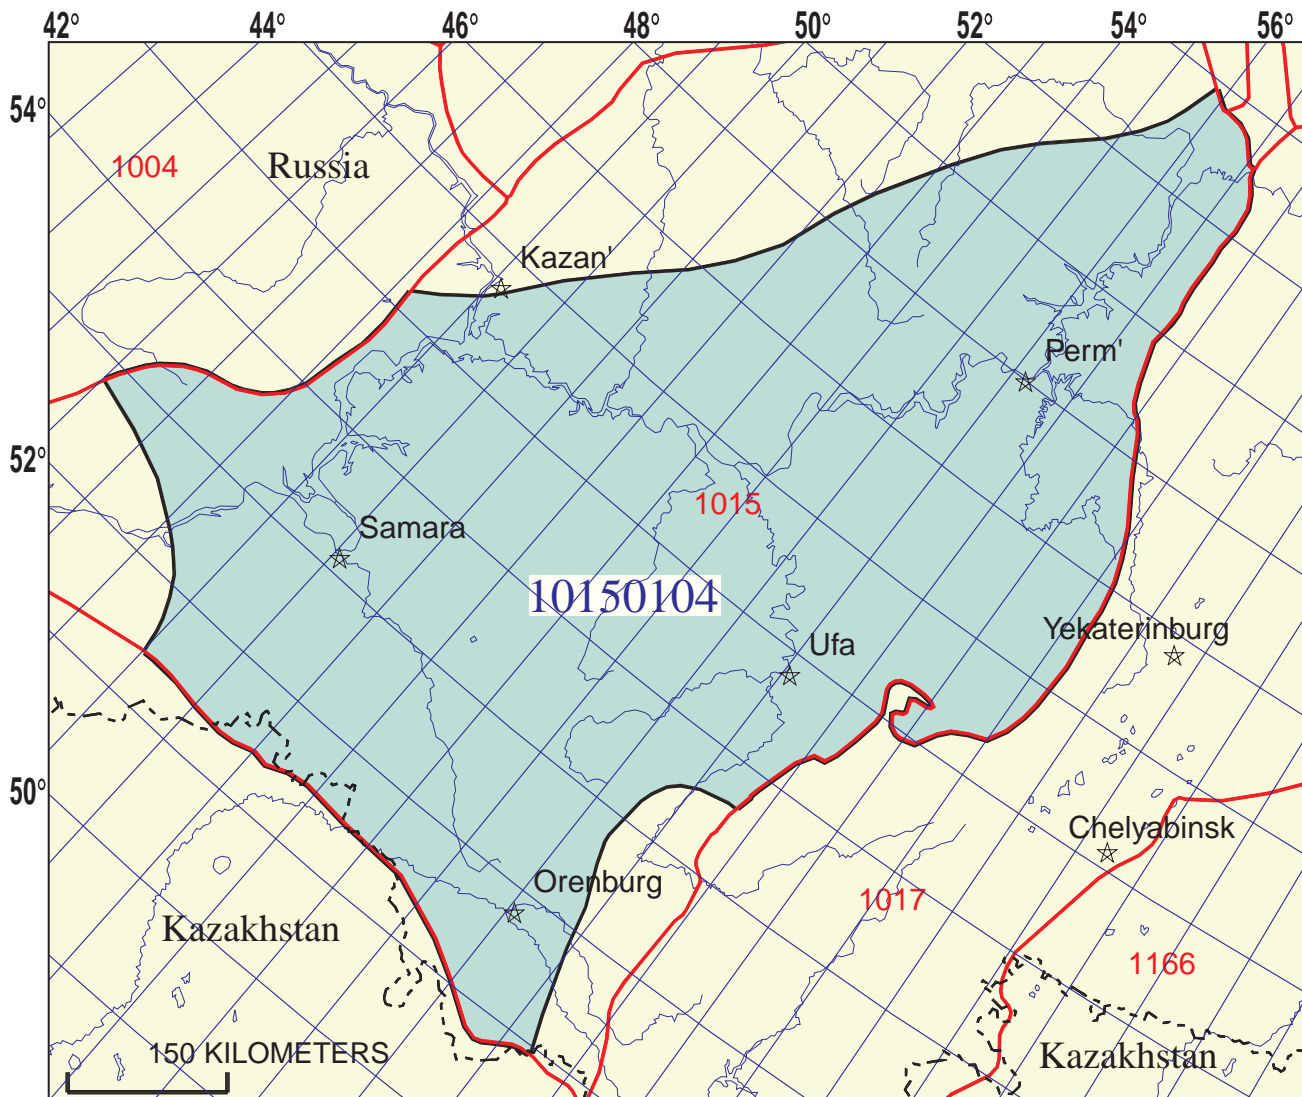 42° 44° 46° 48° 50° 52° 54° 56°
54°
1004
Russia
Kazan'
Perm'
52°
1015
Samara
10150104
Yekaterinburg
Ufa
50°
Chelyabinsk
Orenburg
1017
Kazakhstan
1166
150 KILOMETERS
Kazakhstan